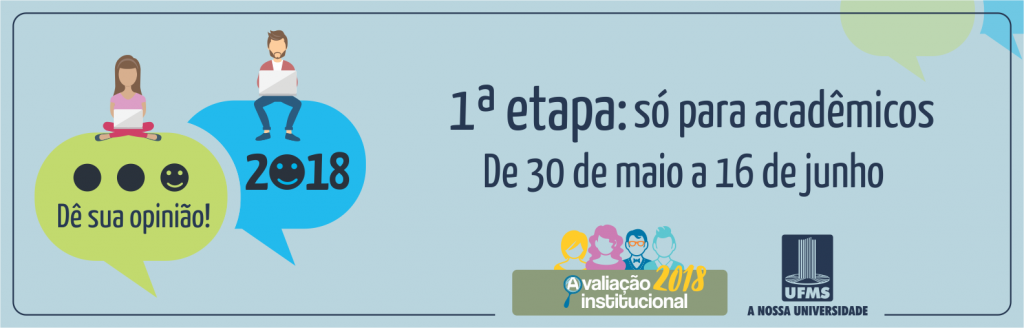 Dê sua opinião!
2018
1ª etapa: só para acadêmicos
De 30 de maio a 16 de junho
Avaliação 2018
institucional
UFMS
A NOSSA UNIVERSIDADE